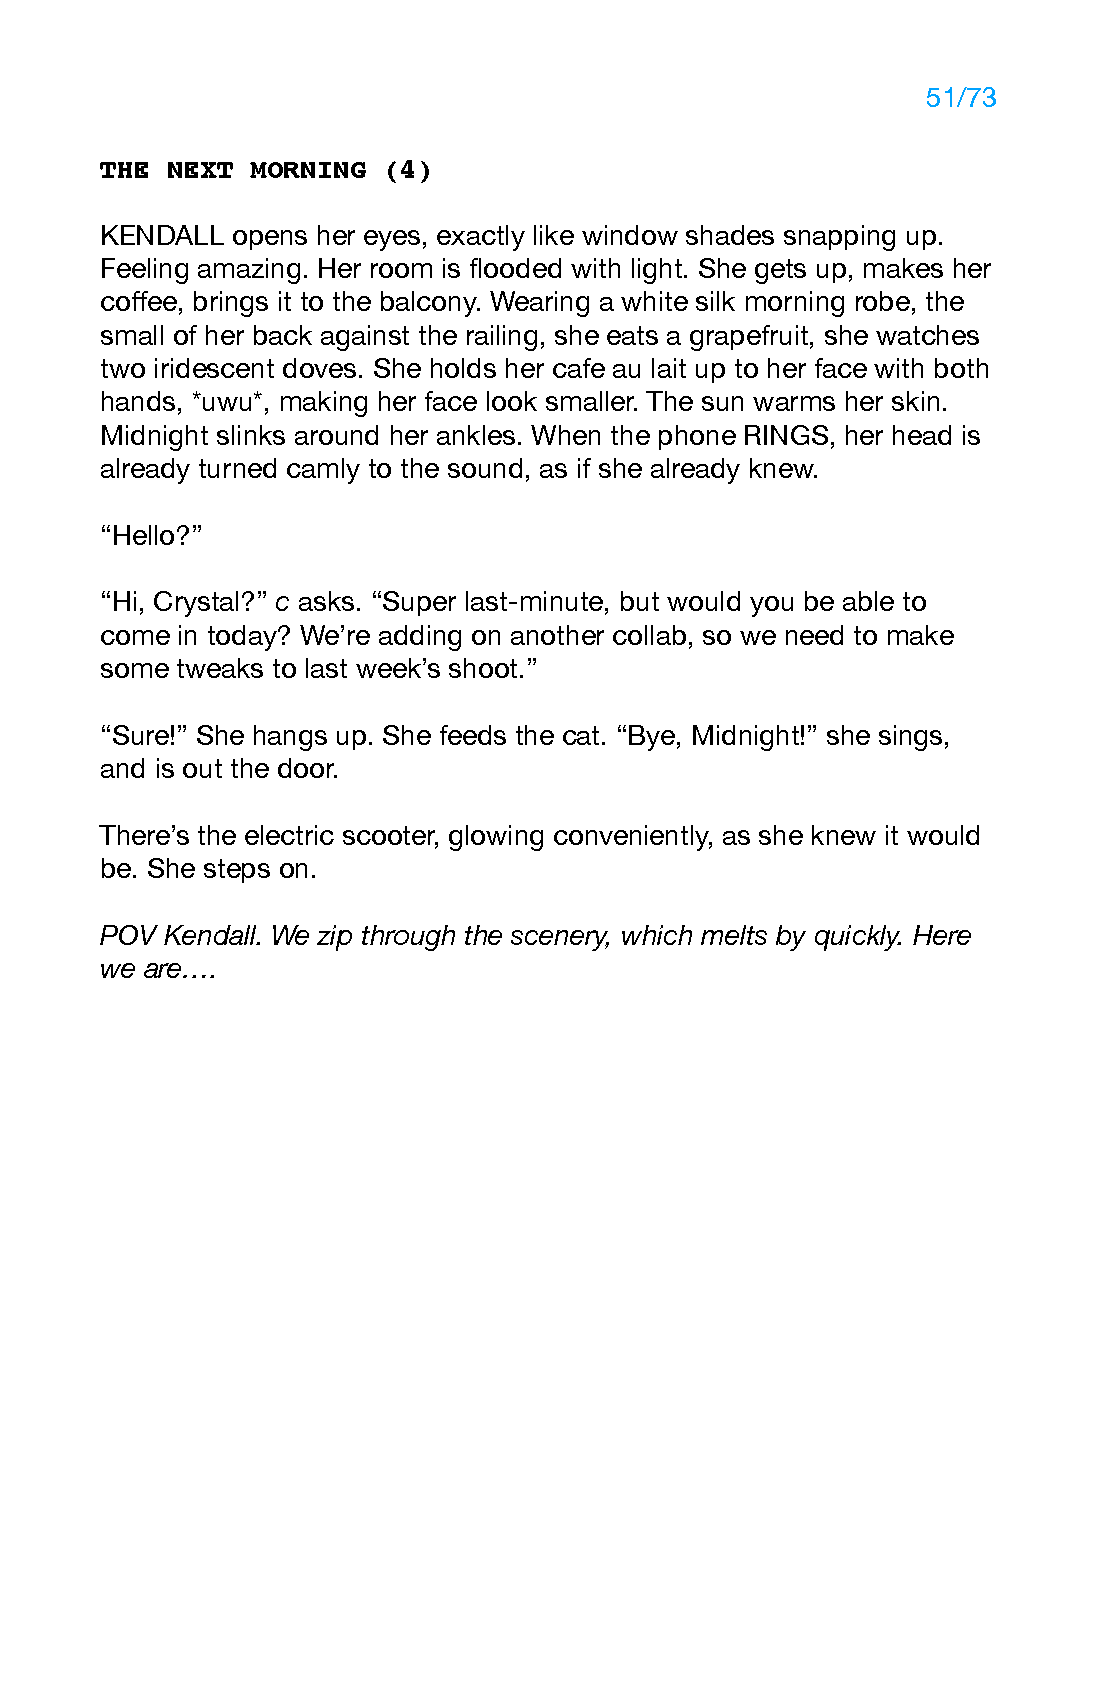 51/73
THE NEXT MORNING (4)
KENDALL opens her eyes, exactly like window shades snapping up.
Feeling amazing. Her room is flooded with light. She gets up, makes her
coffee, brings it to the balcony. Wearing a white silk morning robe, the
small of her back against the railing, she eats a grapefruit, she watches
two iridescent doves. She holds her cafe au lait up to her face with both
hands, *uwu*, making her face look smaller. The sun warms her skin.
Midnight slinks around her ankles. When the phone RINGS, her head is
already turned camly to the sound, as if she already knew.
“Hello?”
“Hi, Crystal?” c asks. “Super last-minute, but would you be able to
come in today? We’re adding on another collab, so we need to make
some tweaks to last week’s shoot.”
“Sure!” She hangs up. She feeds the cat. “Bye, Midnight!” she sings,
and is out the door.
There’s the electric scooter, glowing conveniently, as she knew it would
be. She steps on.
POV Kendall. We zip through the scenery, which melts by quickly. Here
we are….